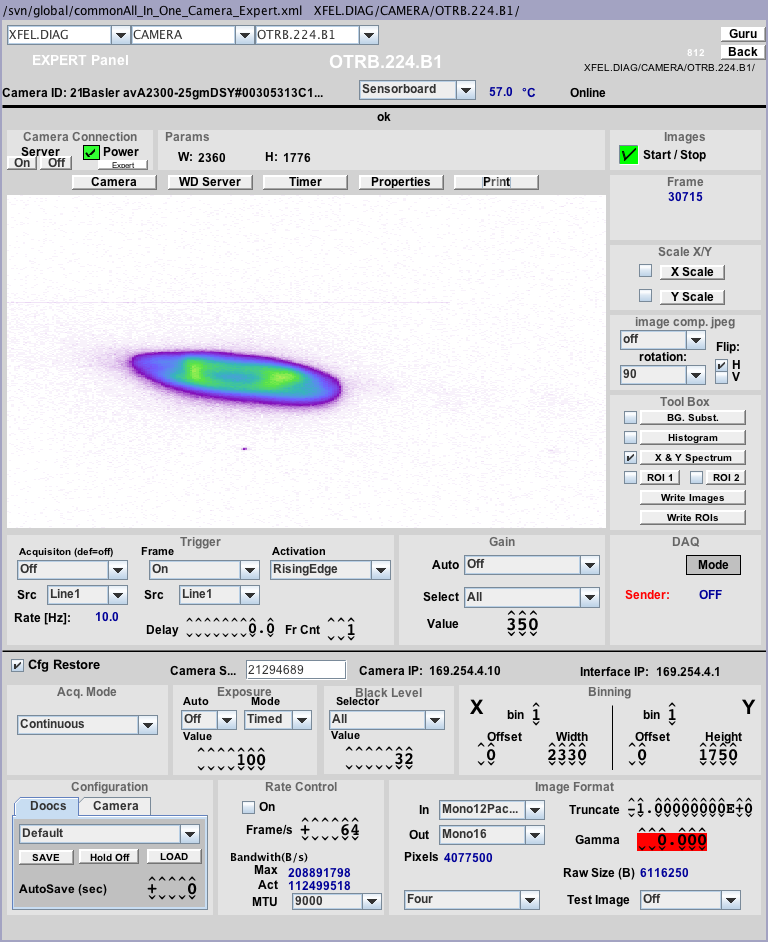 /svn/global/commonAll_In_One_Camera_Expert.xml XFEL.DIAG/CAMERA/OTRB.224.B1/
XFEL.DIAG CAMERA OTRB.224.B1 Guru
EXPERT Panel OTRB.224.B1 812 Back
XFEL.DIAG/CAMERA/OTRB.224.B1/
Camera ID: 21Basler avA2300-25gmDSY#00305313C1... Sensorboard 57.0 °C Online
ok
Camera Connection Params Images
Server Power W: 2360 H: 1776 Start / Stop
On Off Expert
Camera WD Server Timer Properties Print Frame
30715
Scale X/Y
X Scale
Y Scale
image comp. jpeg
off Flip:
rotation: H
90 V
Tool Box
BG. Subst.
Histogram
X & Y Spectrum
ROI 1 ROI 2
Write Images
Write ROIs
Trigger Gain DAQ
Acquisiton (def=off) Frame Activation Auto Off Mode
Off On RisingEdge
Src Line1 Src Line1 Select All Sender: OFF
Rate [Hz]: 10.0 Delay 0.0 Fr Cnt 1 Value 350
Cfg Restore Camera S... 21294689 Camera IP: 169.254.4.10 Interface IP: 169.254.4.1
Acq. Mode Exposure Black Level Binning
Auto Mode Selector X bin 1 bin 1 Y
Continuous Off Timed All
Value Value Offset Width Offset Height
100 32 0 2330 0 1750
Configuration Rate Control Image Format
Doocs Camera On In Mono12Pac... Truncate -1.00000000E+0
Default Frame/s + 64 Out Mono16 Gamma 0.000
SAVE Hold Off LOAD Bandwith(B/s) Pixels 4077500
Max 208891798 Raw Size (B) 6116250
AutoSave (sec) + 0 Act 112499518
MTU 9000 Four Test Image Off